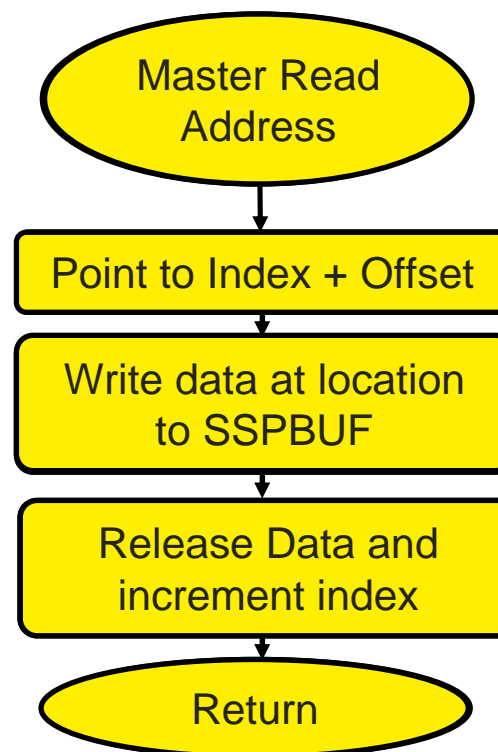 Master Read
Address
Point to Index + Offset
Write data at location
to SSPBUF
Release Data and
increment index
Return